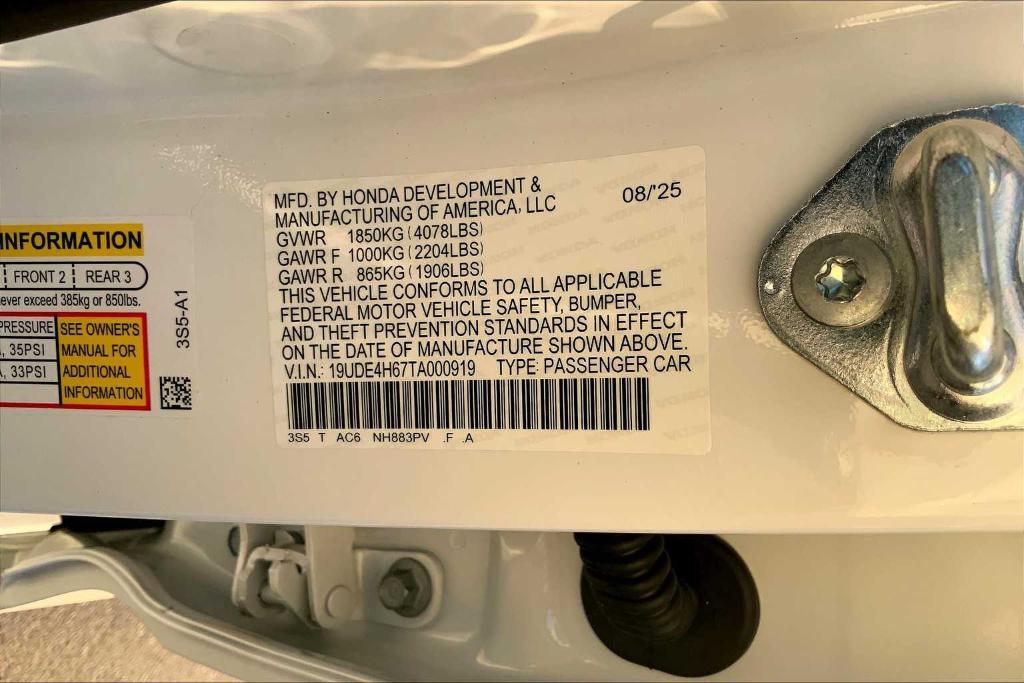 INFORMATION
FRONT 2 REAR 3
never exceed 385kg or 850lbs.
PRESSURE
35PSI
33PSI
SEE OWNER'S
MANUAL FOR
ADDITIONAL
INFORMATION
3S5-A1
MFD. BY HONDA DEVELOPMENT & 08/'25
MANUFACTURING OF AMERICA, LLC
GVWR 1850KG (4078LBS)
GAWR F 1000KG (2204LBS)
GAWR R 865KG (1906LBS)
THIS VEHICLE CONFORMS TO ALL APPLICABLE
FEDERAL MOTOR VEHICLE SAFETY, BUMPER,
AND THEFT PREVENTION STANDARDS IN EFFECT
ON THE DATE OF MANUFACTURE SHOWN ABOVE.
V.I.N.: 19UDE4H67TA000919 TYPE: PASSENGER CAR
3S5 T AC6 NH883PV .F .A